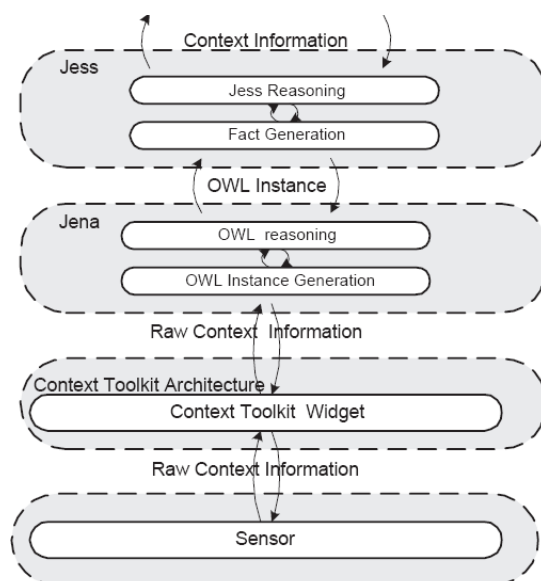 Context Information
Jess
Jess Reasoning
Fact Generation
OWL Instance
Jena
OWL reasoning
OWL Instance Generation
Raw Context Information
Context Toolkit Architecture
Context Toolkit Widget
Raw Context Information
Sensor